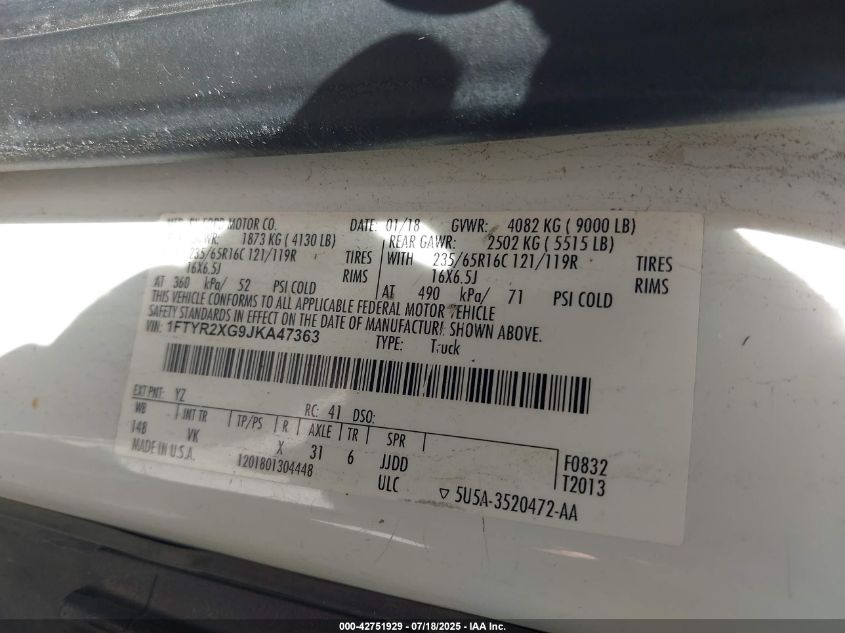 MFD. BY FORD MOTOR CO. DATE: 01/18 GVWR: 4082 KG ( 9000 LB)
GAWR: 1873 KG ( 4130 LB) REAR GAWR: 2502 KG ( 5515 LB)
235/65R16C 121/119R TIRES WITH 235/65R16C 121/119R TIRES
16X6.5J RIMS 16X6.5J RIMS
AT 360 kPa/ 52 PSI COLD AT 490 kPa/ 71 PSI COLD
THIS VEHICLE CONFORMS TO ALL APPLICABLE FEDERAL MOTOR VEHICLE
SAFETY STANDARDS IN EFFECT ON THE DATE OF MANUFACTURE SHOWN ABOVE.
VIN: 1FTYR2XG9JKA47363
TYPE: Truck
EXT PNT: YZ RC: 41 DSO:
WB INT TR TP/PS R AXLE TR SPR
148 VK X 31 6 JJDD F0832
MADE IN U.S.A. 1201801304448 ULC T2013
5U5A-3520472-AA
000-42751929 - 07/18/2025 - IAA Inc.